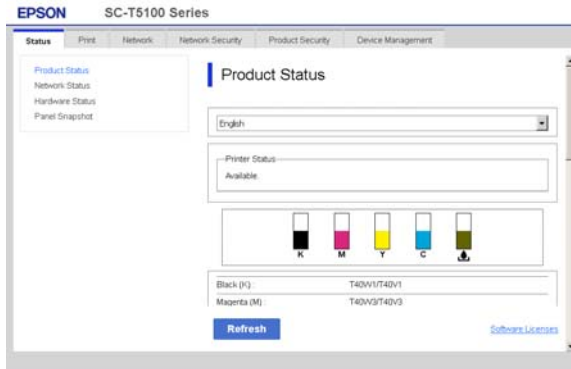 EPSON SC-T5100 Series
Status Print Network Network Security Product Security Device Management
Product Status
Network Status
Hardware Status
Panel Snapshot
Product Status
English
Printer Status
Available.
K M Y C
Black (K) : T40W1/T40V1
Magenta (M) : T40W3/T40V3
Refresh
Software Licenses